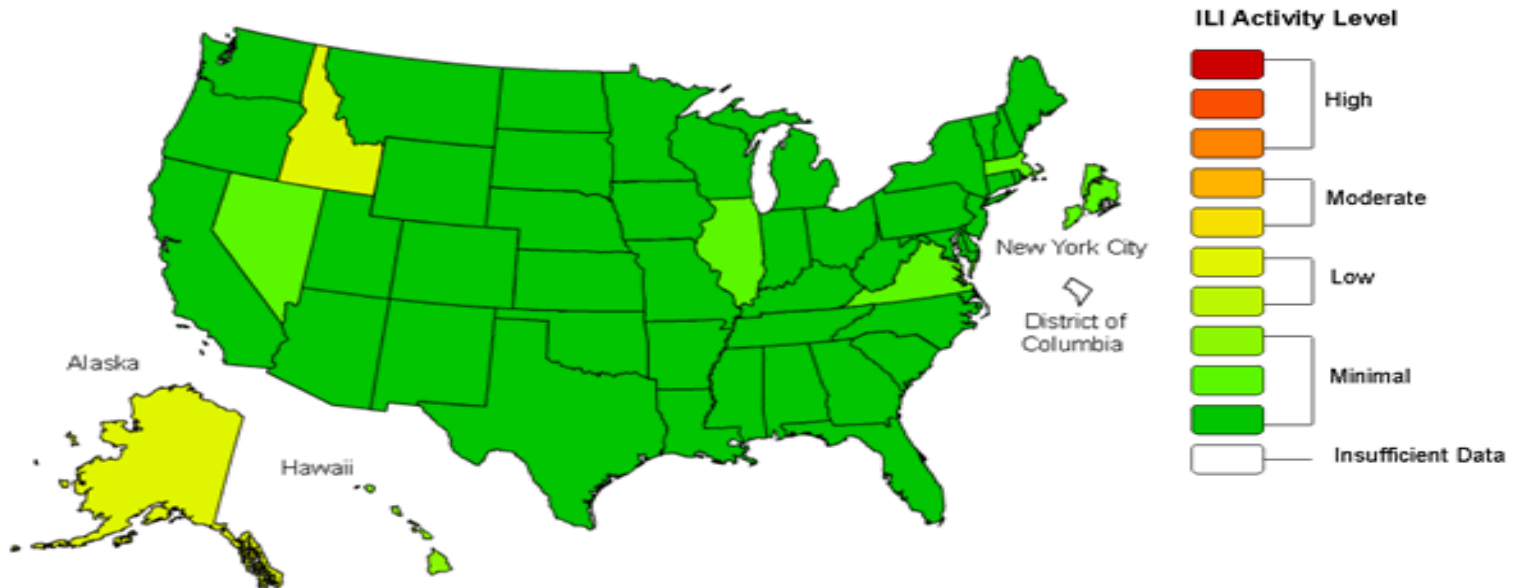 ILI Activity Level
High
Moderate
Low
Minimal
Insufficient Data
New York City
District of
Columbia
Alaska
Hawaii